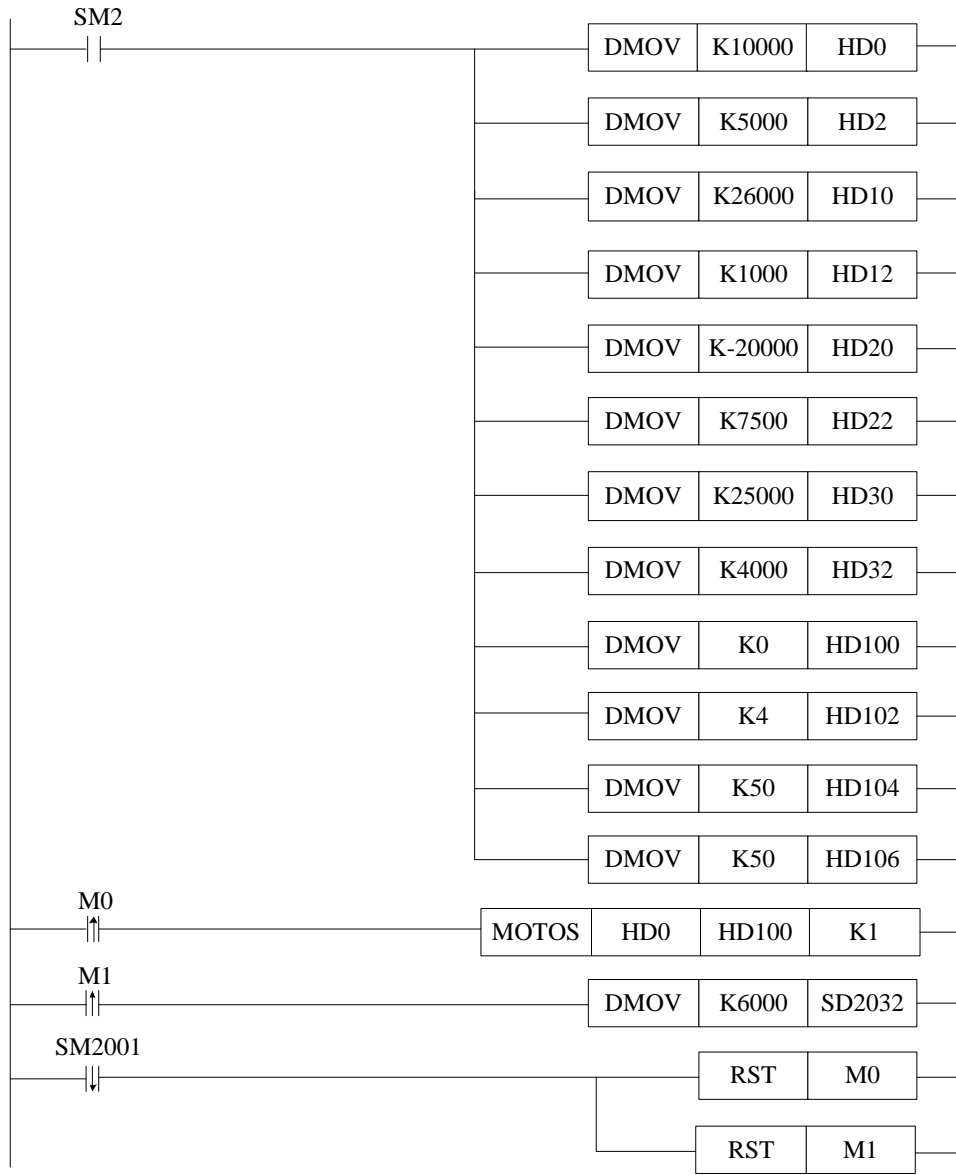 SM2
DMOV K10000 HD0
DMOV K5000 HD2
DMOV K26000 HD10
DMOV K1000 HD12
DMOV K-20000 HD20
DMOV K7500 HD22
DMOV K25000 HD30
DMOV K4000 HD32
DMOV K0 HD100
DMOV K4 HD102
DMOV K50 HD104
DMOV K50 HD106
M0
MOTOS HD0 HD100 K1
M1
DMOV K6000 SD2032
SM2001
RST M0
RST M1